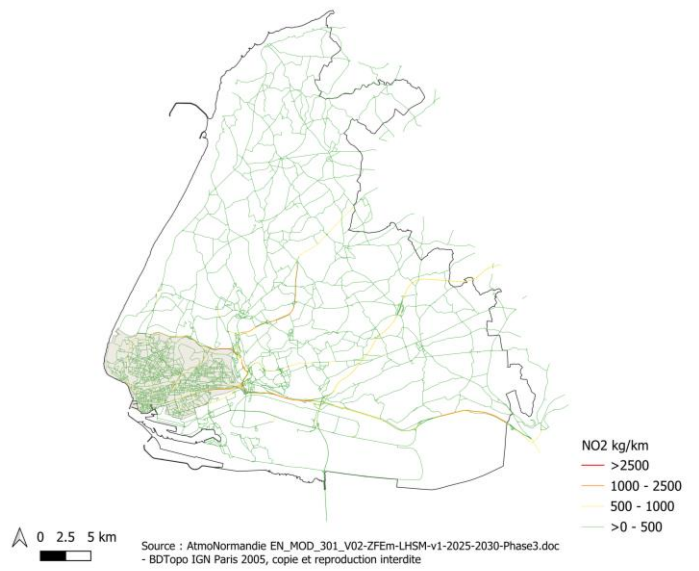 NO2 kg/km
>2500
1000 - 2500
500 - 1000
>0 - 500
0 2.5 5 km
Source : AtmoNormandie EN_MOD_301_V02-ZFEm-LHSM-v1-2025-2030-Phase3.doc
- BDTopo IGN Paris 2005, copie et reproduction interdite